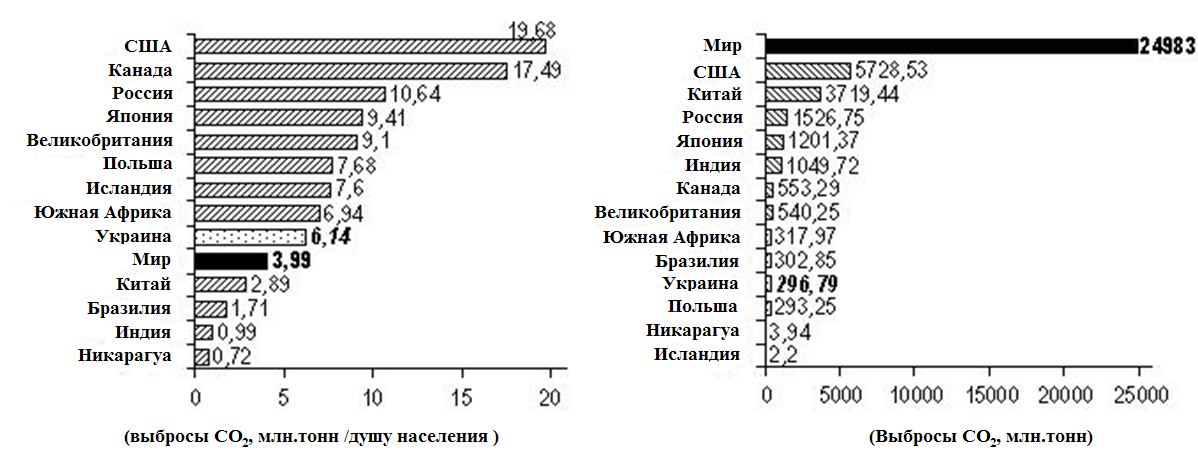 США 19,68
Канада 17,49
Россия 10,64
Япония 9,41
Великобритания 9,1
Польша 7,68
Исландия 7,6
Южная Африка 6,94
Украина 6,14
Мир 3,99
Китай 2,89
Бразилия 1,71
Индия 0,99
Никарагуа 0,72
0 5 10 15 20
(выбросы CO₂, млн.тонн /душу населения )
Мир 24983
США 5728,53
Китай 3719,44
Россия 1526,75
Япония 1201,37
Индия 1049,72
Канада 553,29
Великобритания 540,25
Южная Африка 317,97
Бразилия 302,85
Украина 296,79
Польша 293,25
Никарагуа 3,94
Исландия 2,2
0 5000 10000 15000 20000 25000
(Выбросы CO₂, млн.тонн)